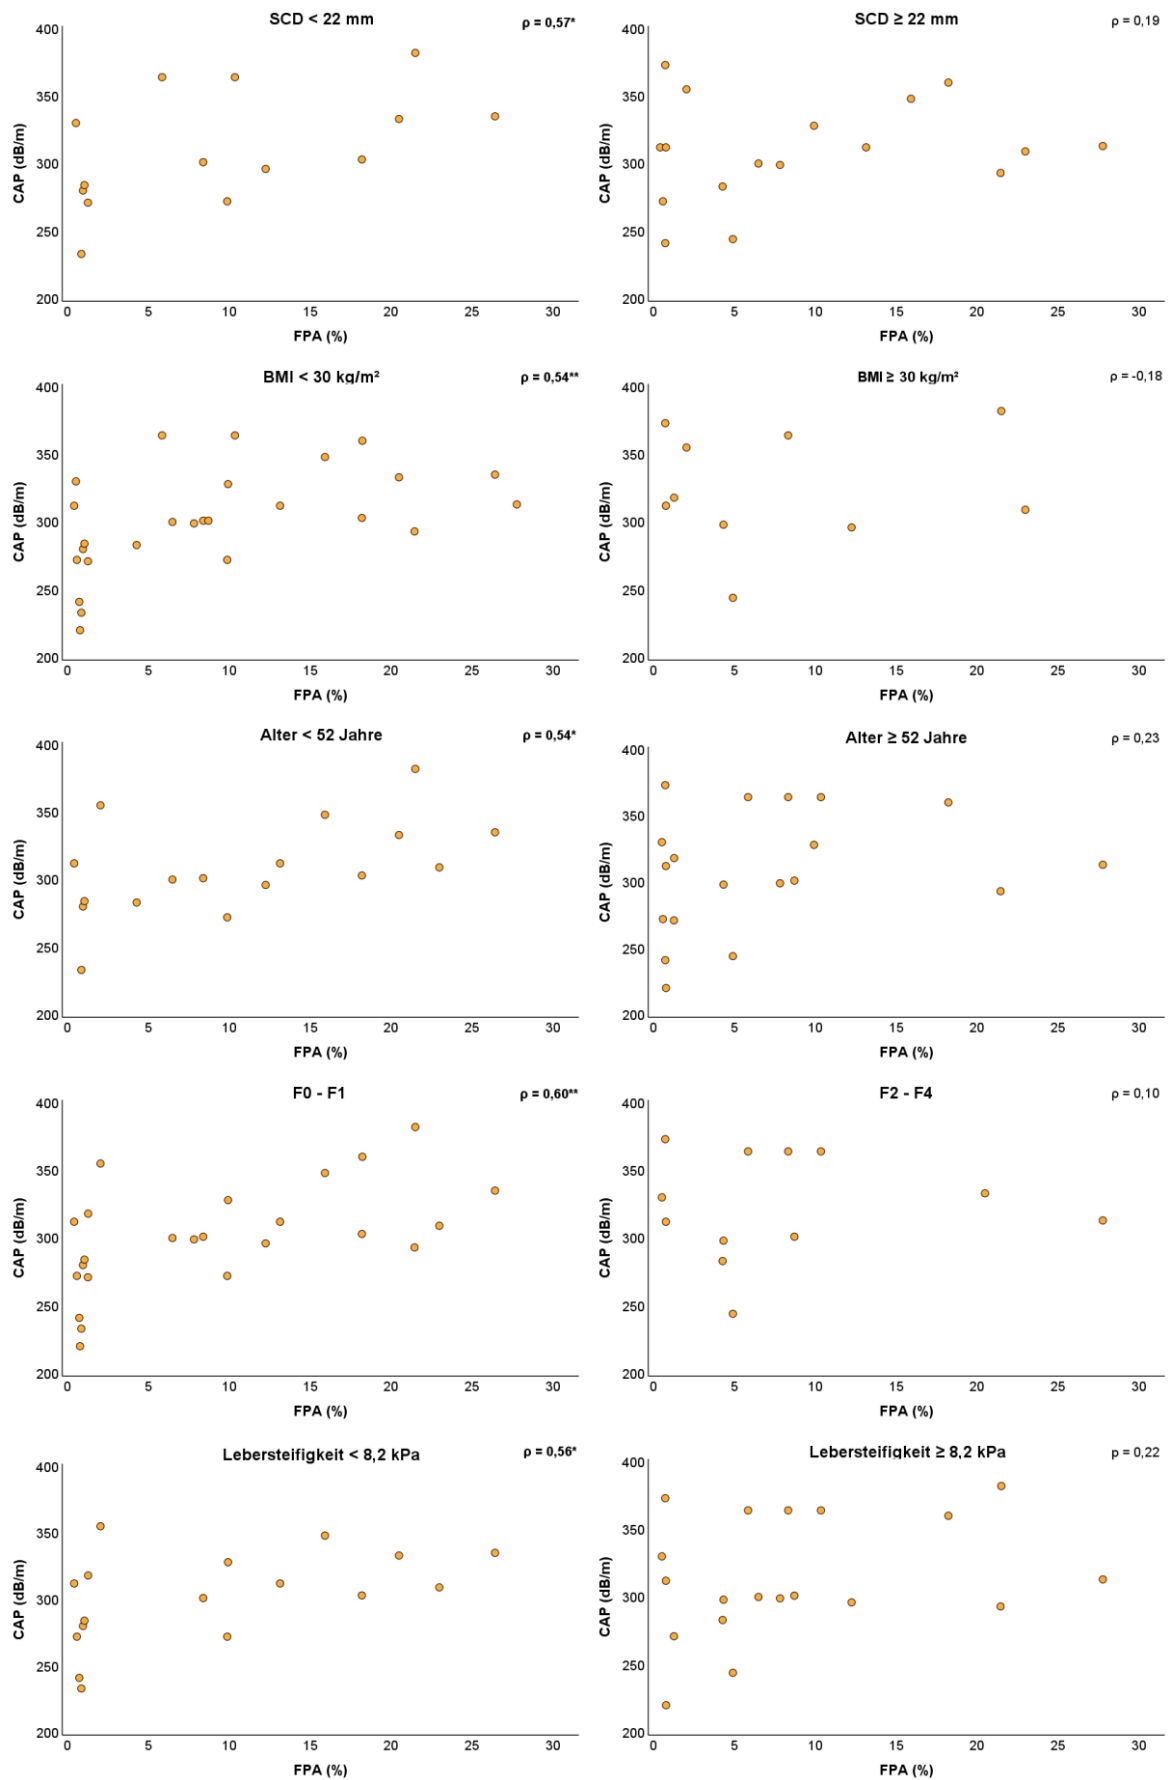 SCD < 22 mm
ρ = 0,57*
400
350
300
250
200
CAP (dB/m)
0 5 10 15 20 25 30
FPA (%)
SCD ≥ 22 mm
ρ = 0,19
400
350
300
250
200
CAP (dB/m)
0 5 10 15 20 25 30
FPA (%)
BMI < 30 kg/m²
ρ = 0,54**
400
350
300
250
200
CAP (dB/m)
0 5 10 15 20 25 30
FPA (%)
BMI ≥ 30 kg/m²
ρ = -0,18
400
350
300
250
200
CAP (dB/m)
0 5 10 15 20 25 30
FPA (%)
Alter < 52 Jahre
ρ = 0,54*
400
350
300
250
200
CAP (dB/m)
0 5 10 15 20 25 30
FPA (%)
Alter ≥ 52 Jahre
ρ = 0,23
400
350
300
250
200
CAP (dB/m)
0 5 10 15 20 25 30
FPA (%)
F0 - F1
ρ = 0,60**
400
350
300
250
200
CAP (dB/m)
0 5 10 15 20 25 30
FPA (%)
F2 - F4
ρ = 0,10
400
350
300
250
200
CAP (dB/m)
0 5 10 15 20 25 30
FPA (%)
Lebersteifigkeit < 8,2 kPa
ρ = 0,56*
400
350
300
250
200
CAP (dB/m)
0 5 10 15 20 25 30
FPA (%)
Lebersteifigkeit ≥ 8,2 kPa
p = 0,22
400
350
300
250
200
CAP (dB/m)
0 5 10 15 20 25 30
FPA (%)